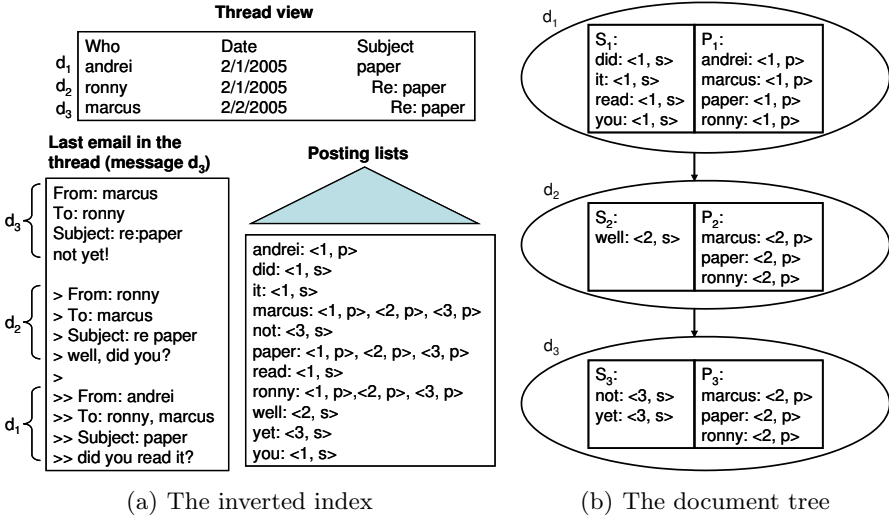 Thread view
Who Date Subject
d1 andrei 2/1/2005 paper
d2 ronny 2/1/2005 Re: paper
d3 marcus 2/2/2005 Re: paper
Last email in the
thread (message d3)
d3
From: marcus
To: ronny
Subject: re:paper
not yet!
d2
> From: ronny
> To: marcus
> Subject: re paper
> well, did you?
>
d1
>> From: andrei
>> To: ronny, marcus
>> Subject: paper
>> did you read it?
Posting lists
andrei: <1, p>
did: <1, s>
it: <1, s>
marcus: <1, p>, <2, p>, <3, p>
not: <3, s>
paper: <1, p>, <2, p>, <3, p>
read: <1, s>
ronny: <1, p>,<2, p>, <3, p>
well: <2, s>
yet: <3, s>
you: <1, s>
(a) The inverted index
d1
S1:
did: <1, s>
it: <1, s>
read: <1, s>
you: <1, s>
P1:
andrei: <1, p>
marcus: <1, p>
paper: <1, p>
ronny: <1, p>
d2
S2:
well: <2, s>
P2:
marcus: <2, p>
paper: <2, p>
ronny: <2, p>
d3
S3:
not: <3, s>
yet: <3, s>
P3:
marcus: <2, p>
paper: <2, p>
ronny: <2, p>
(b) The document tree